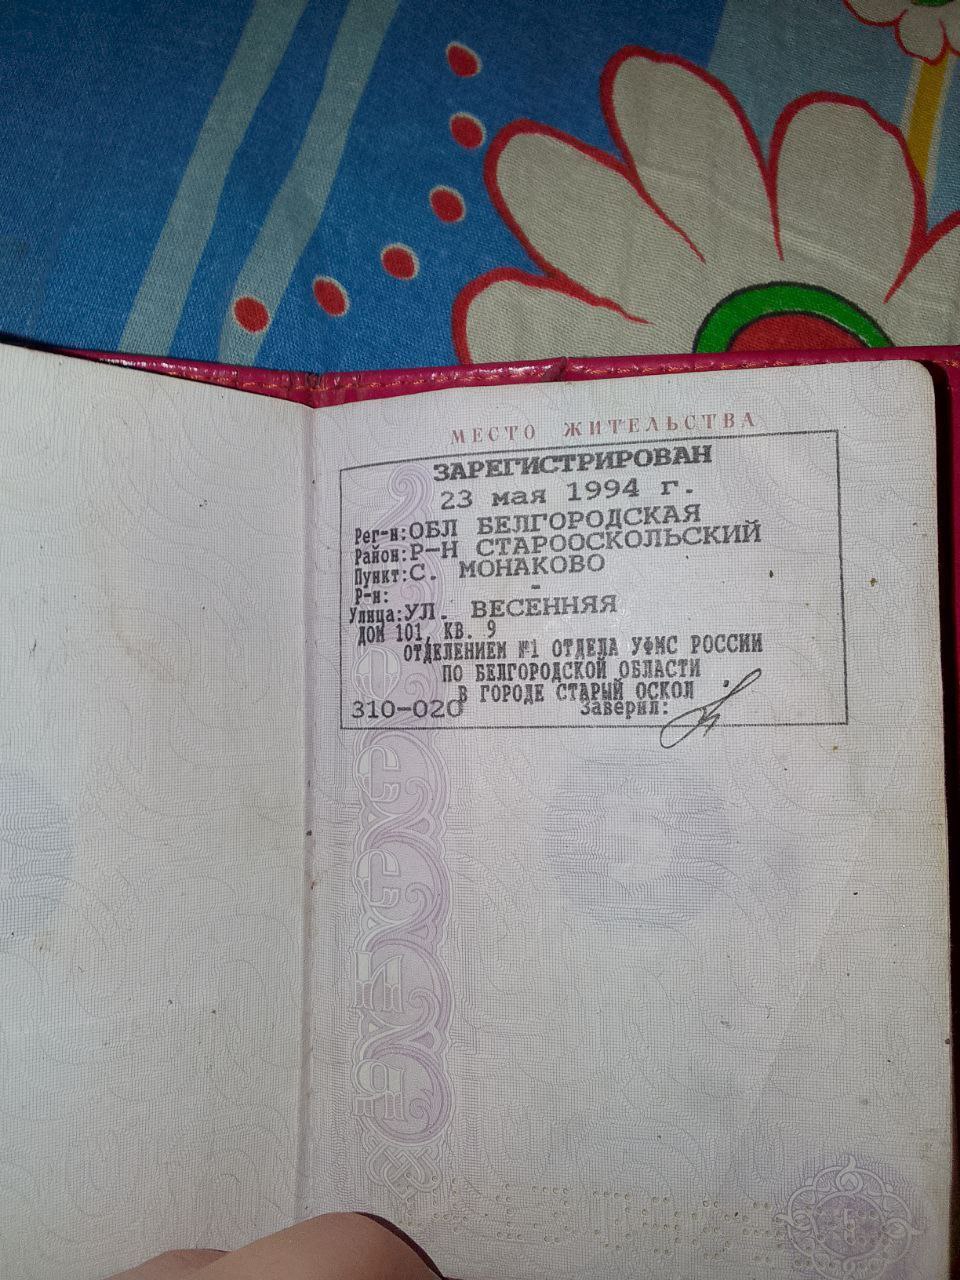 МЕСТО ЖИТЕЛЬСТВА
ЗАРЕГИСТРИРОВАН
23 мая 1994 г.
Рег-н:ОБЛ БЕЛГОРОДСКАЯ
Район:Р-Н СТАРООСКОЛЬСКИЙ
Пункт:С. МОНАКОВО
Р-н: -
Улица:УЛ. ВЕСЕННЯЯ
ДОМ 101, КВ. 9
ОТДЕЛЕНИЕМ №1 ОТДЕЛА УФМС РОССИИ
ПО БЕЛГОРОДСКОЙ ОБЛАСТИ
В ГОРОДЕ СТАРЫЙ ОСКОЛ
310-020 Заверил: